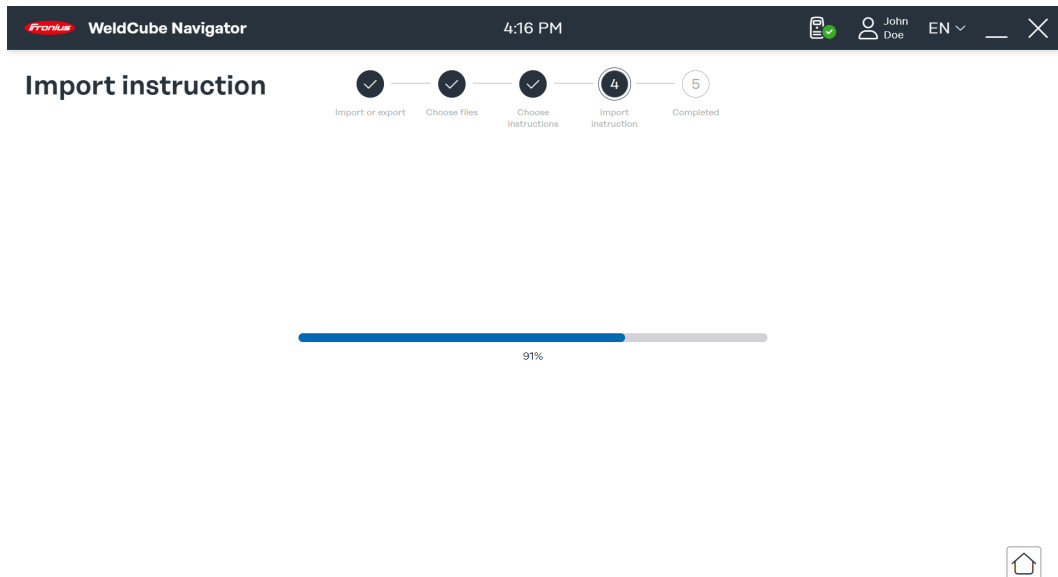 Fronius WeldCube Navigator 4:16 PM John Doe EN
Import instruction
4 5
Import or export Choose files Choose instructions Import instruction Completed
91%